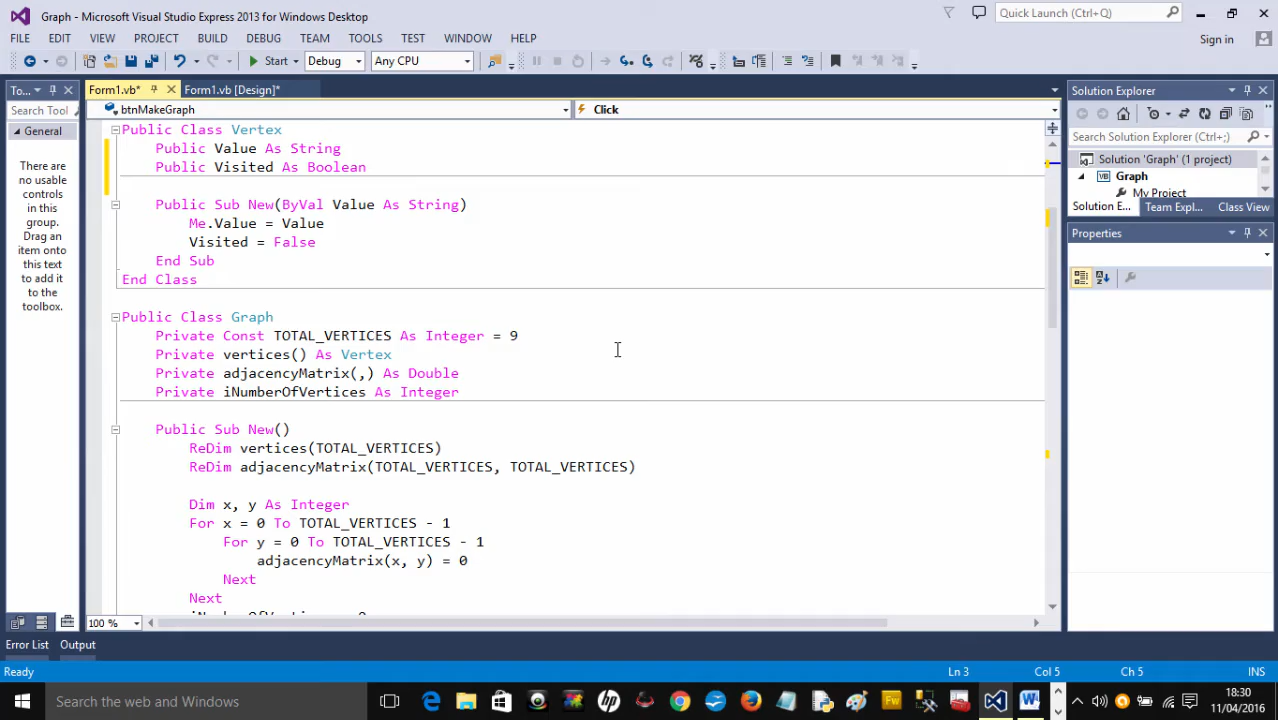 Graph - Microsoft Visual Studio Express 2013 for Windows Desktop
Quick Launch (Ctrl+Q)
FILE EDIT VIEW PROJECT BUILD DEBUG TEAM TOOLS TEST WINDOW HELP
Sign in
Start Debug Any CPU
To...
Form1.vb* Form1.vb [Design]*
Solution Explorer
Search Tool
btnMakeGraph Click
General
There are no usable controls in this group. Drag an item onto this text to add it to the toolbox.
Search Solution Explorer (Ctrl+;)
Solution 'Graph' (1 project)
Graph
My Project
Solution E... Team Expl... Class View
Properties
Public Class Vertex
Public Value As String
Public Visited As Boolean
Public Sub New(ByVal Value As String)
Me.Value = Value
Visited = False
End Sub
End Class
Public Class Graph
Private Const TOTAL_VERTICES As Integer = 9
Private vertices() As Vertex
Private adjacencyMatrix(,) As Double
Private iNumberOfVertices As Integer
Public Sub New()
ReDim vertices(TOTAL_VERTICES)
ReDim adjacencyMatrix(TOTAL_VERTICES, TOTAL_VERTICES)
Dim x, y As Integer
For x = 0 To TOTAL_VERTICES - 1
For y = 0 To TOTAL_VERTICES - 1
adjacencyMatrix(x, y) = 0
Next
Next
100 %
Error List Output
Ready Ln 3 Col 5 Ch 5 INS
Search the web and Windows
18:30
11/04/2016